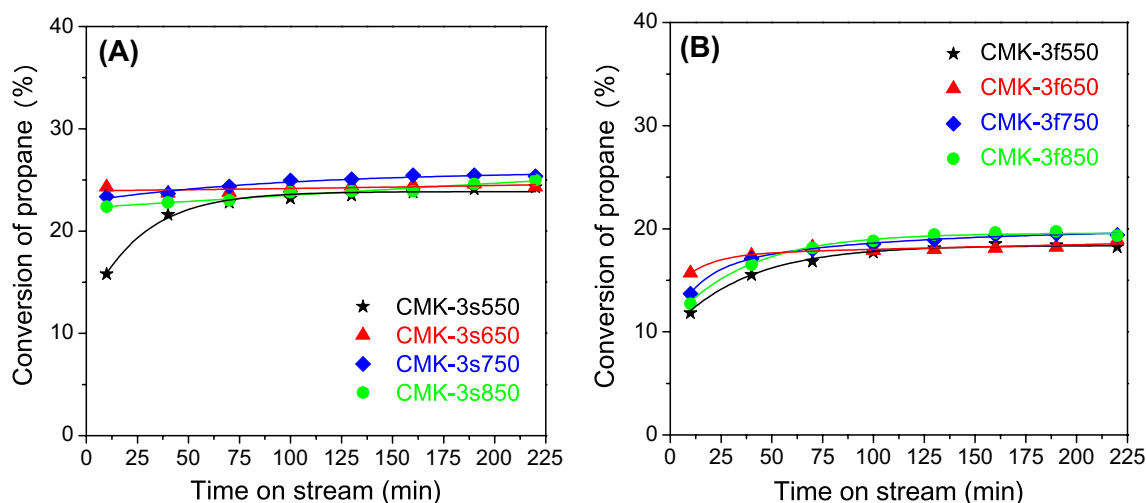 (A)
Conversion of propane (%)
40
30
20
10
0
CMK-3s550
CMK-3s650
CMK-3s750
CMK-3s850
0 25 50 75 100 125 150 175 200 225
Time on stream (min)
(B)
Conversion of propane (%)
40
30
20
10
0
CMK-3f550
CMK-3f650
CMK-3f750
CMK-3f850
0 25 50 75 100 125 150 175 200 225
Time on stream (min)